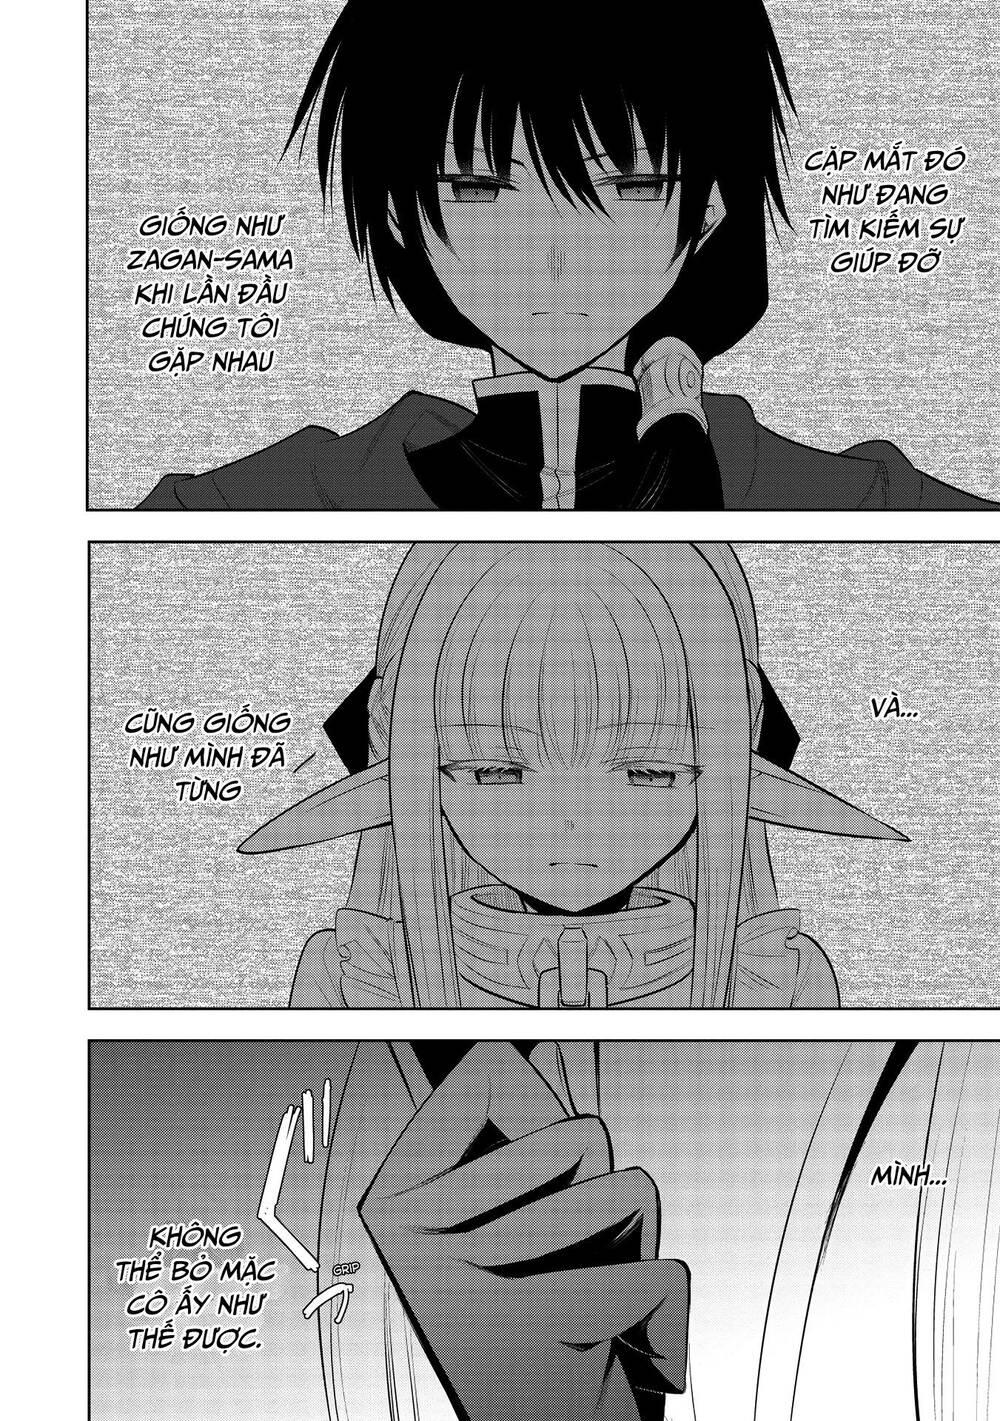 CẶP MẮT ĐÓ
NHƯ ĐANG
TÌM KIẾM SỰ
GIÚP ĐỠ
GIỐNG NHƯ
ZAGAN-SAMA
KHI LẦN ĐẦU
CHÚNG TÔI
GẶP NHAU
VÀ...
CŨNG GIỐNG
NHƯ MÌNH ĐÃ
TỪNG
MÌNH...
GRIP
KHÔNG
THỂ BỎ MẶC
CÔ ẤY NHƯ
THẾ ĐƯỢC.